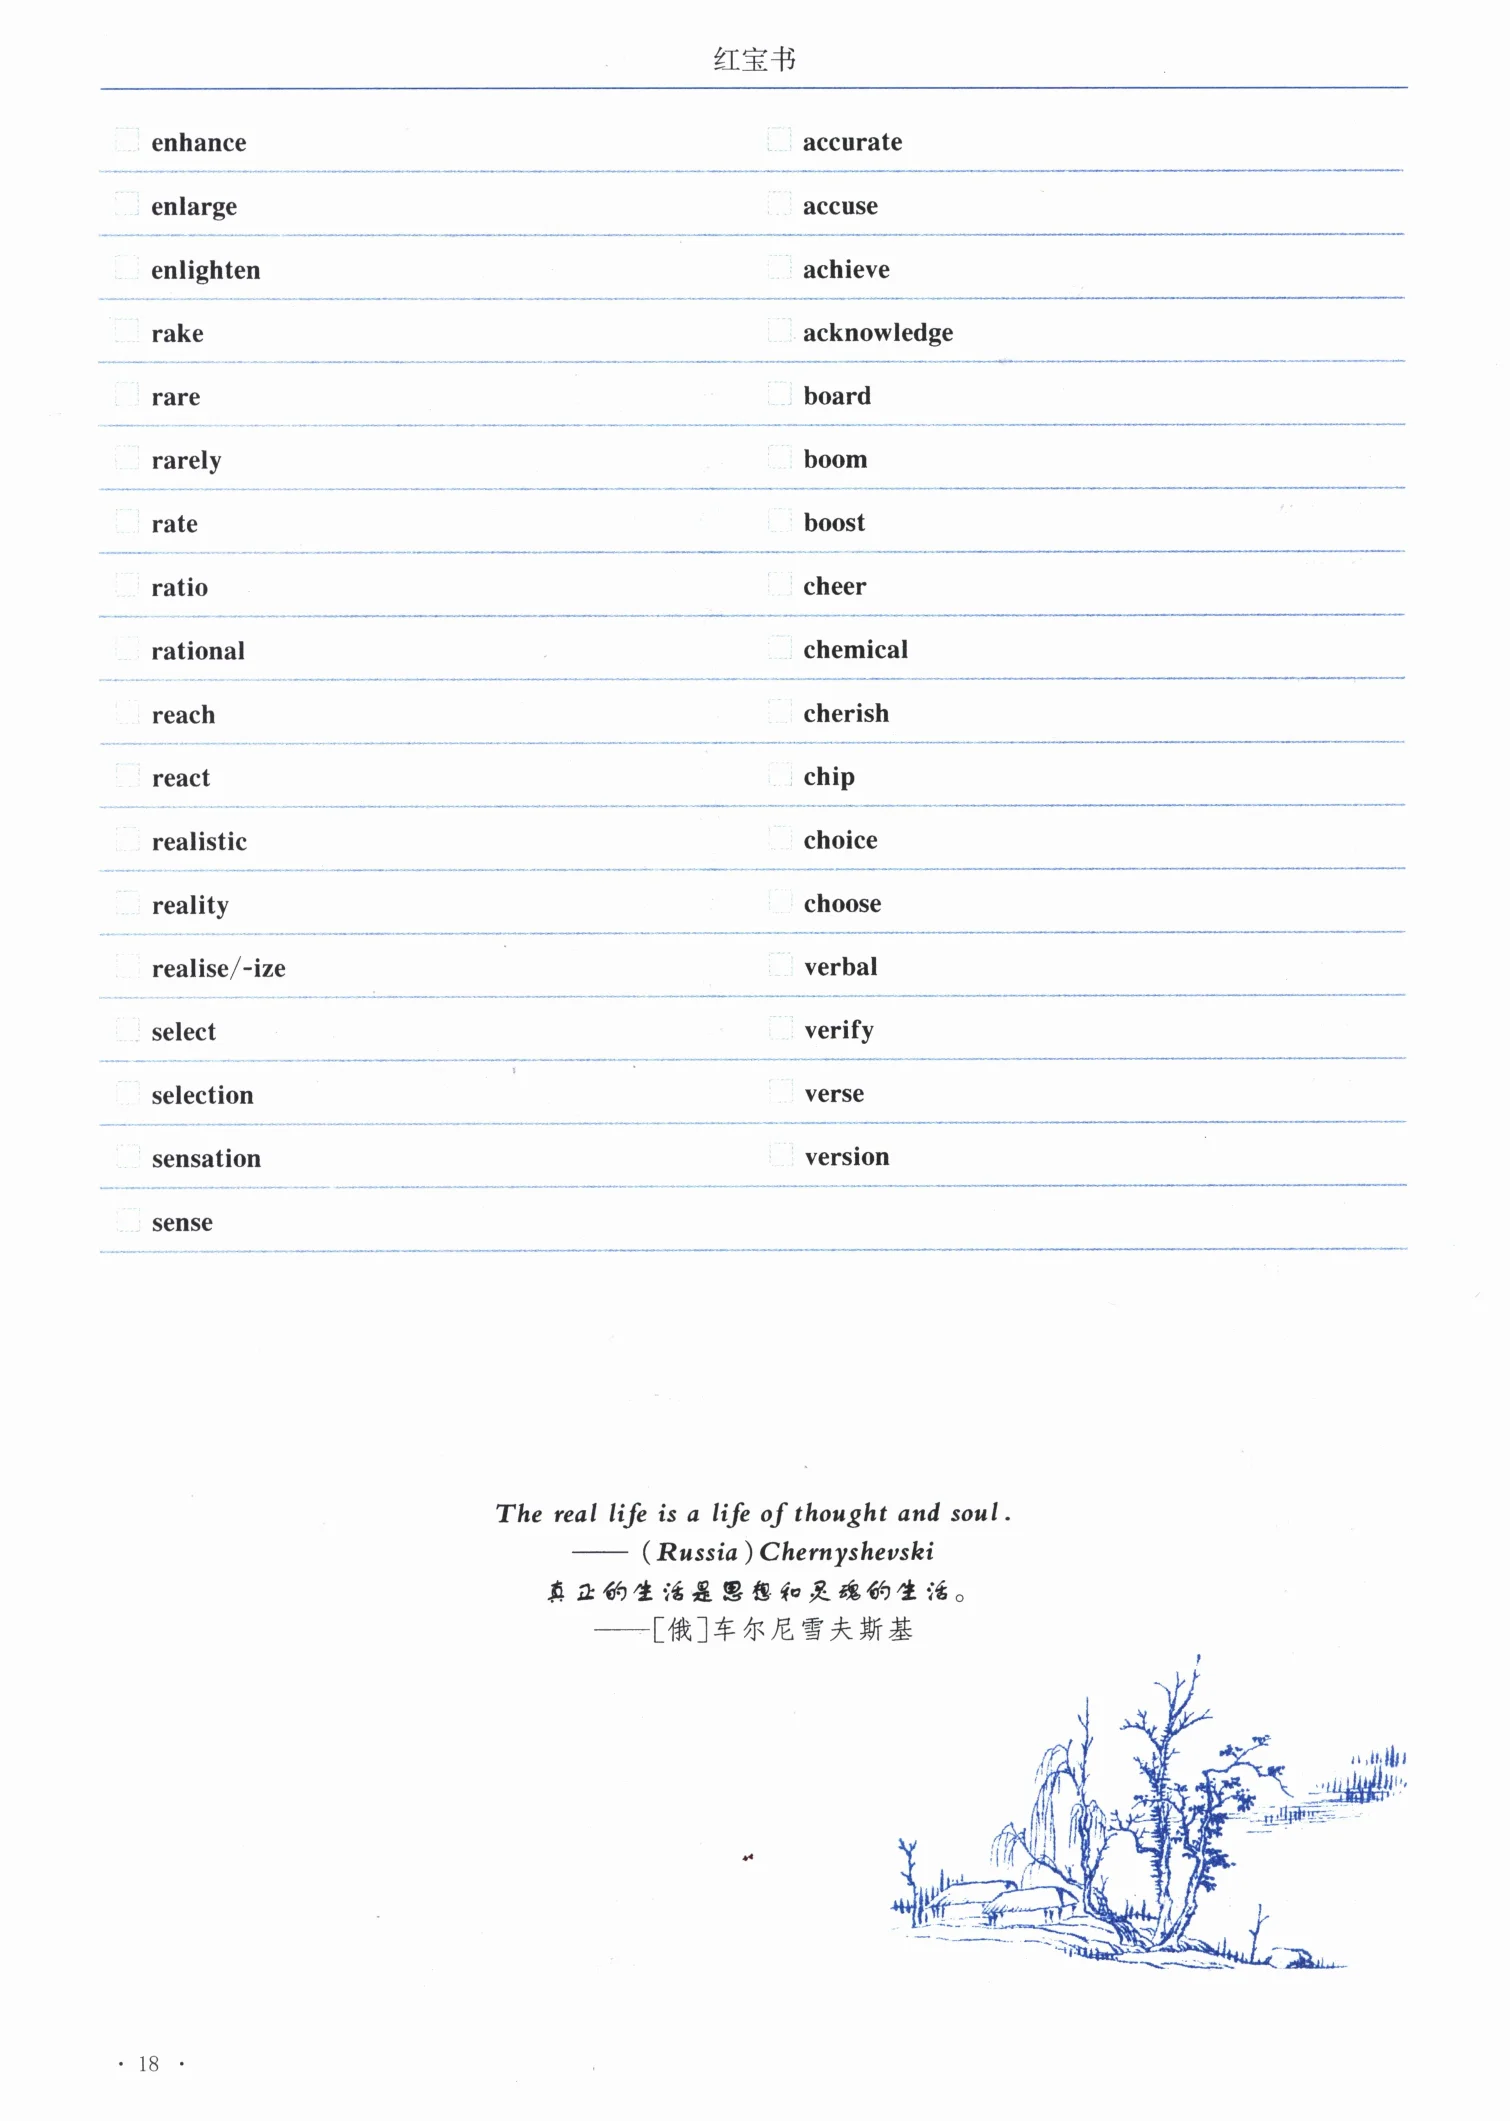 红宝书
enhance
enlarge
enlighten
rake
rare
rarely
rate
ratio
rational
reach
react
realistic
reality
realise/-ize
select
selection
sensation
sense
accurate
accuse
achieve
acknowledge
board
boom
boost
cheer
chemical
cherish
chip
choice
choose
verbal
verify
verse
version
The real life is a life of thought and soul.
——(Russia)Chernyshevski
真正的生活是思想和灵魂的生活。
——[俄]车尔尼雪夫斯基
· 18 ·